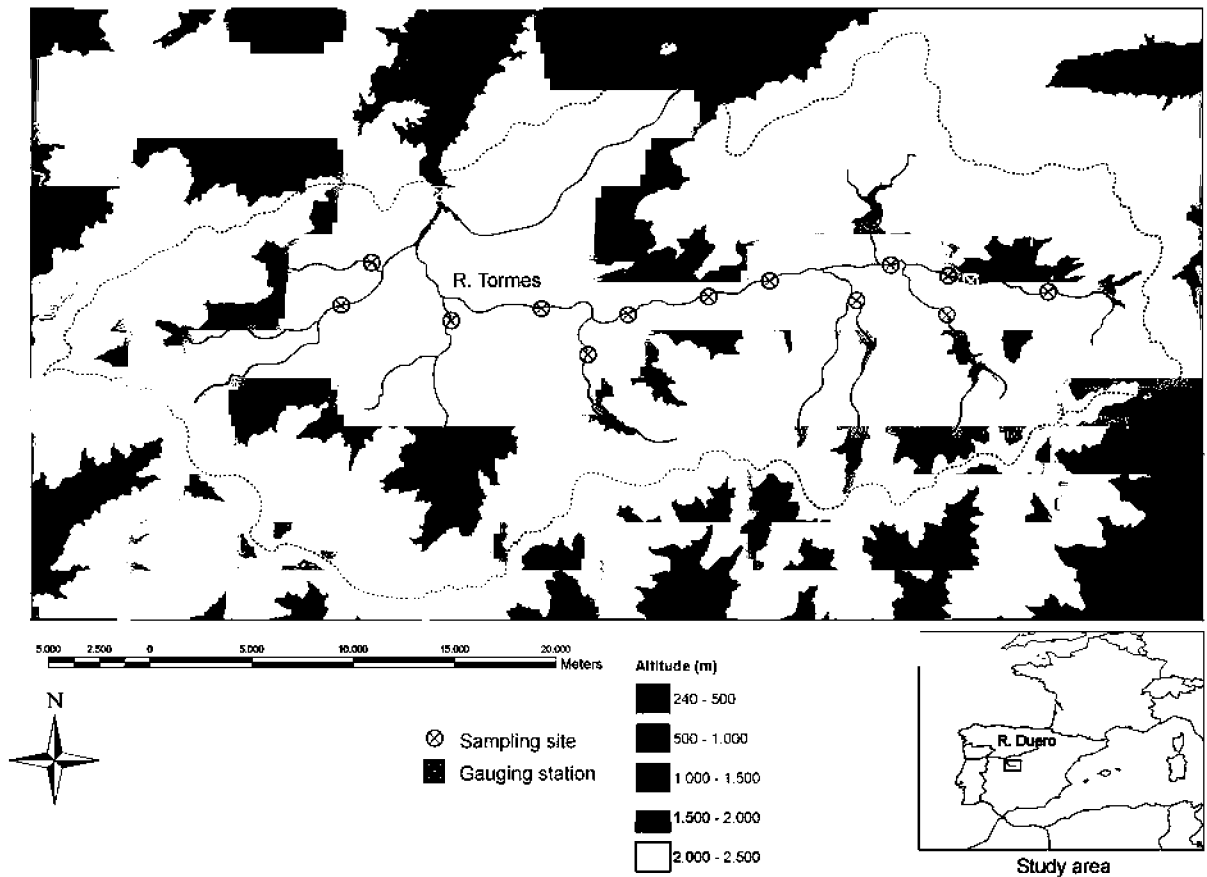 R. Tormes
5.000 2.500 0 5.000 10.000 15.000 20.000
Meters
N
Sampling site
Gauging station
Altitude (m)
240 - 500
500 - 1.000
1 000 - 1.500
1.500 - 2.000
2.000 - 2.500
R. Duero
Study area